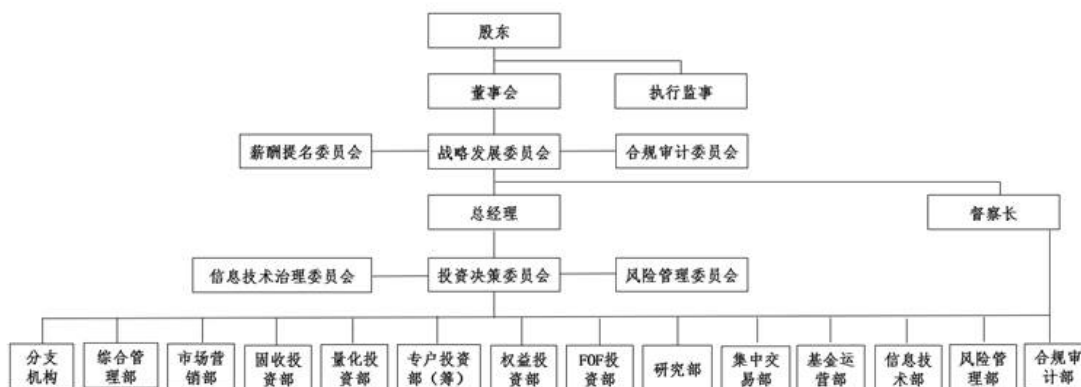 股东
董事会
执行监事
薪酬提名委员会
战略发展委员会
合规审计委员会
总经理
督察长
信息技术治理委员会
投资决策委员会
风险管理委员会
分支
机构
综合管
理部
市场营
销部
固收投
资部
量化投
资部
专户投资
部（筹）
权益投
资部
FOF投
资部
研究部
集中交
易部
基金运
营部
信息技
术部
风险管
理部
合规审
计部